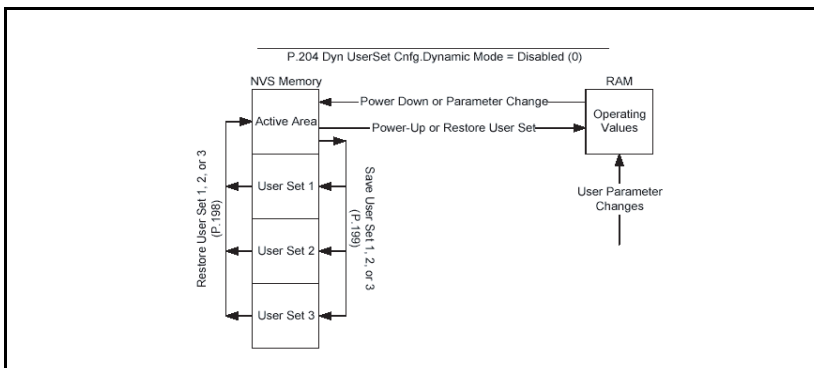 P.204 Dyn UserSet Cnfg.Dynamic Mode = Disabled (0)
NVS Memory
RAM
Active Area
Power Down or Parameter Change
Power-Up or Restore User Set
Operating
Values
User Set 1
User Set 2
User Set 3
Restore User Set 1, 2, or 3
(P.198)
Save User Set 1, 2, or 3
(P.199)
User Parameter
Changes